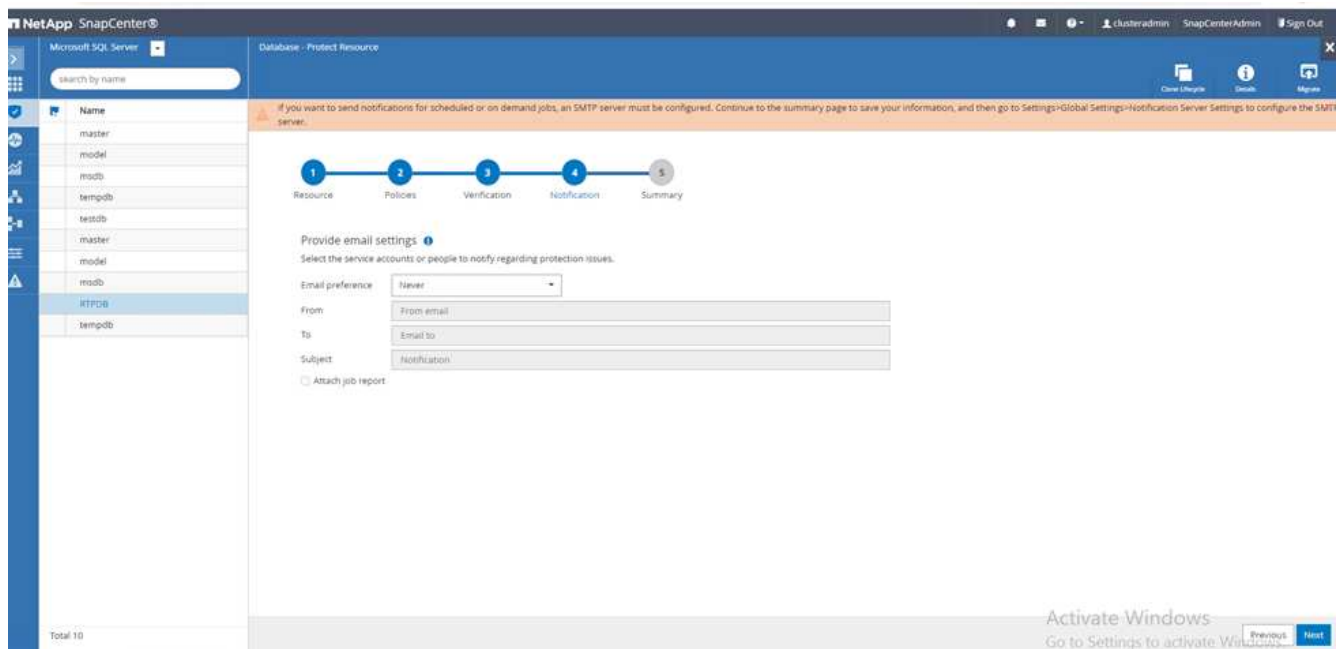 NetApp SnapCenter®
clusteradmin SnapCenterAdmin Sign Out
Microsoft SQL Server
Database - Protect Resource
search by name
Clone Lifecycle Details Migrate
Name
If you want to send notifications for scheduled or on demand jobs, an SMTP server must be configured. Continue to the summary page to save your information, and then go to Settings>Global Settings>Notification Server Settings to configure the SMT
server.
master
model
msdb
tempdb
testdb
master
model
msdb
RTPDB
tempdb
1 2 3 4 5
Resource Policies Verification Notification Summary
Provide email settings
Select the service accounts or people to notify regarding protection issues.
Email preference Never
From From email
To Email to
Subject Notification
Attach job report
Total 10
Activate Windows
Go to Settings to activate Windows.
Previous Next